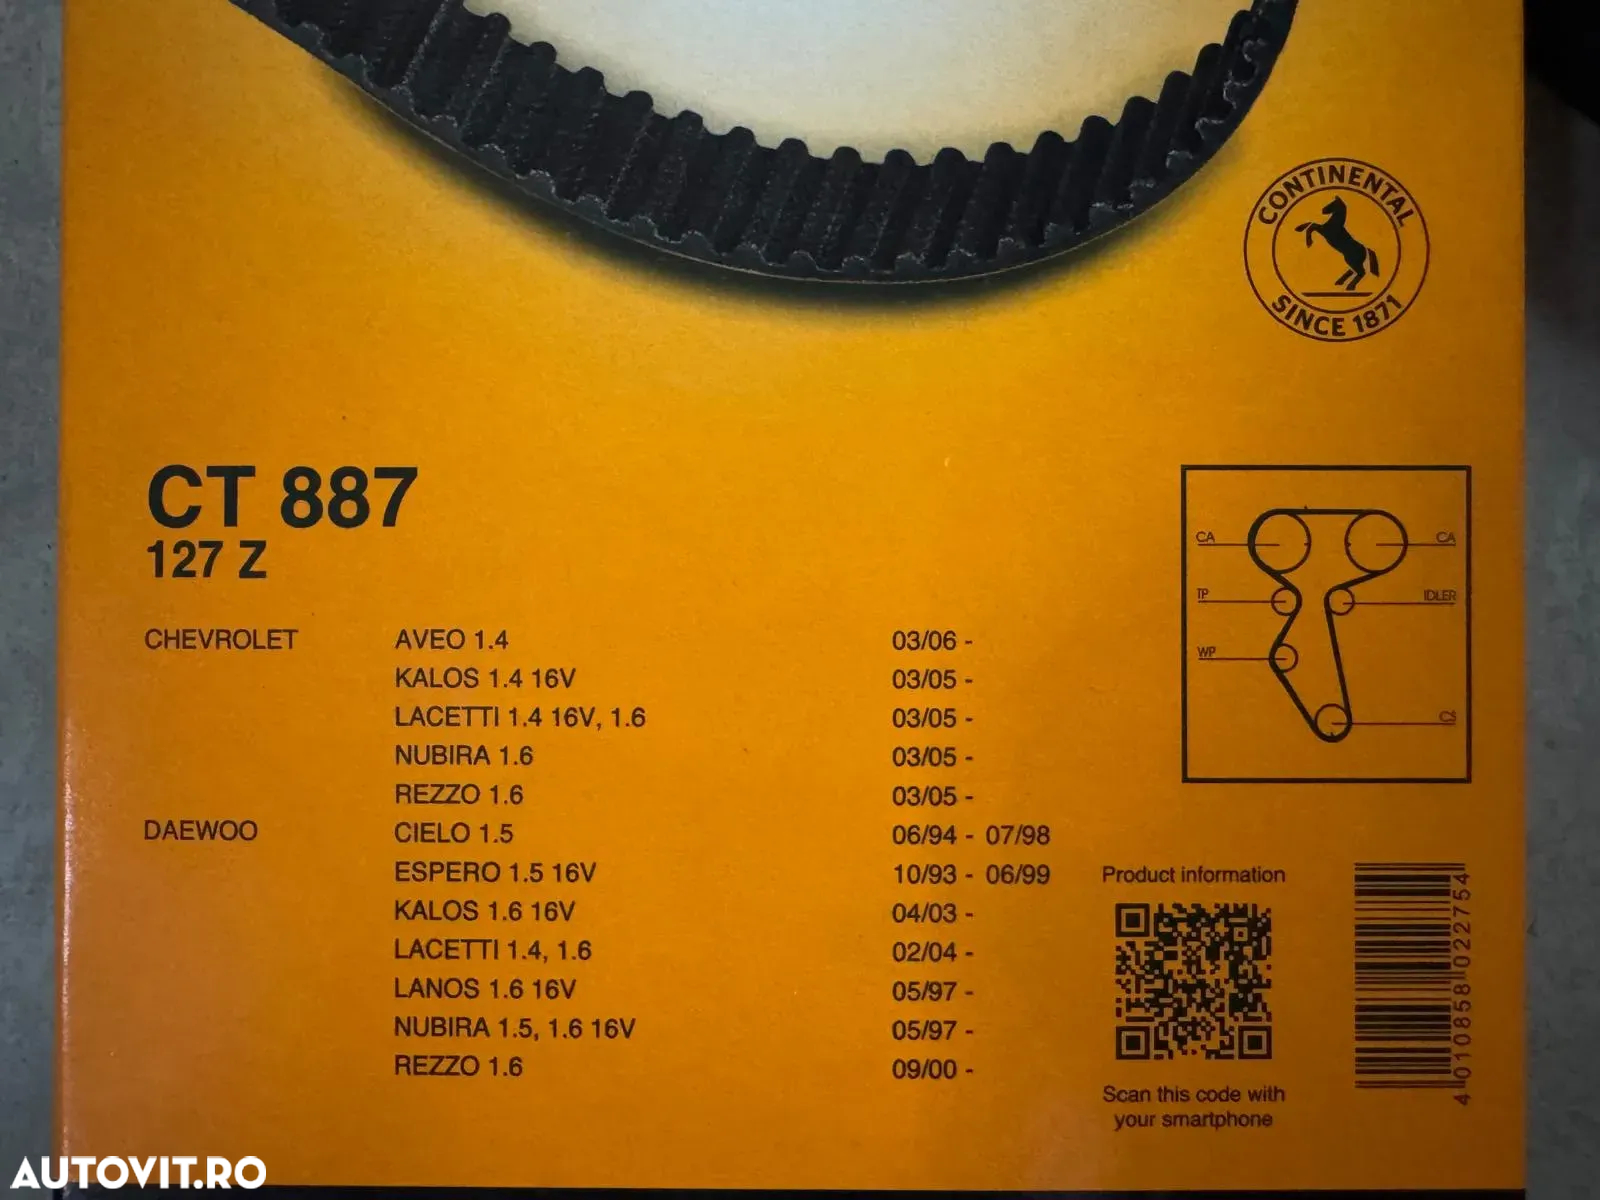 CONTINENTAL
SINCE 1871
CT 887
127 Z
CA
CA
TP
IDLER
WP
CHEVROLET AVEO 1.4 03/06 -
KALOS 1.4 16V 03/05 -
LACETTI 1.4 16V, 1.6 03/05 -
NUBIRA 1.6 03/05 -
REZZO 1.6 03/05 -
DAEWOO CIELO 1.5 06/94 - 07/98
ESPERO 1.5 16V 10/93 - 06/99
KALOS 1.6 16V 04/03 -
LACETTI 1.4, 1.6 02/04 -
LANOS 1.6 16V 05/97 -
NUBIRA 1.5, 1.6 16V 05/97 -
REZZO 1.6 09/00 -
Product information
Scan this code with
your smartphone
4 010858 022754
AUTOVIT.RO